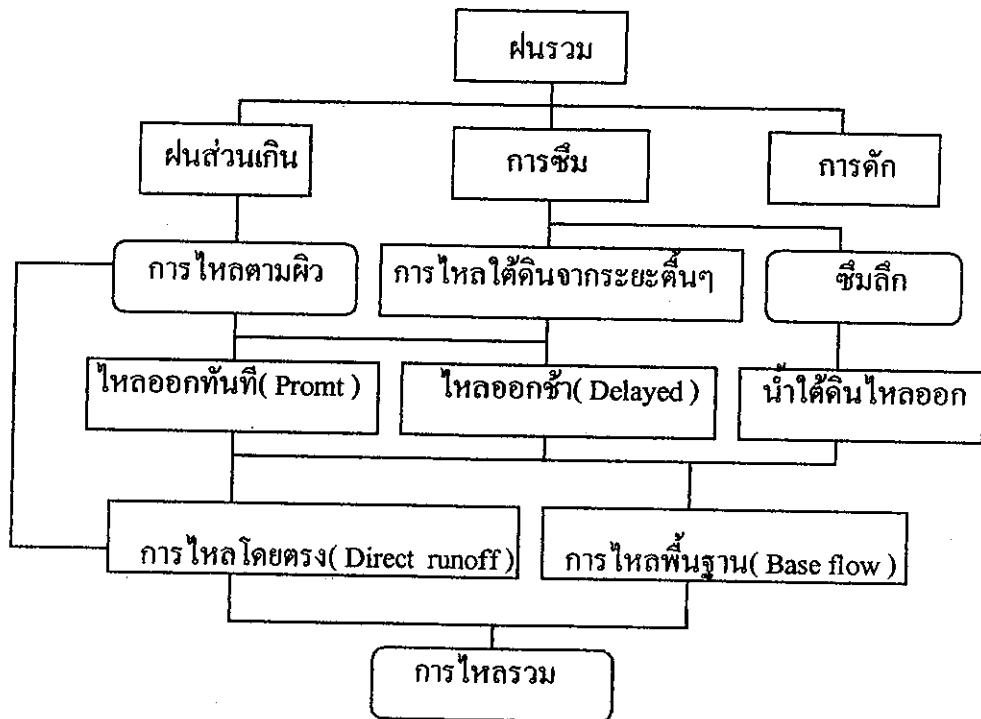 ฝนรวม
ฝนส่วนเกิน
การซึม
การดัก
การไหลตามผิว
การไหลใต้ดินจากระยะตื้นๆ
ซึมลึก
ไหลออกทันที( Promt )
ไหลออกช้า( Delayed )
น้ำใต้ดินไหลออก
การไหลโดยตรง( Direct runoff)
การไหลพื้นฐาน( Base flow )
การไหลรวม